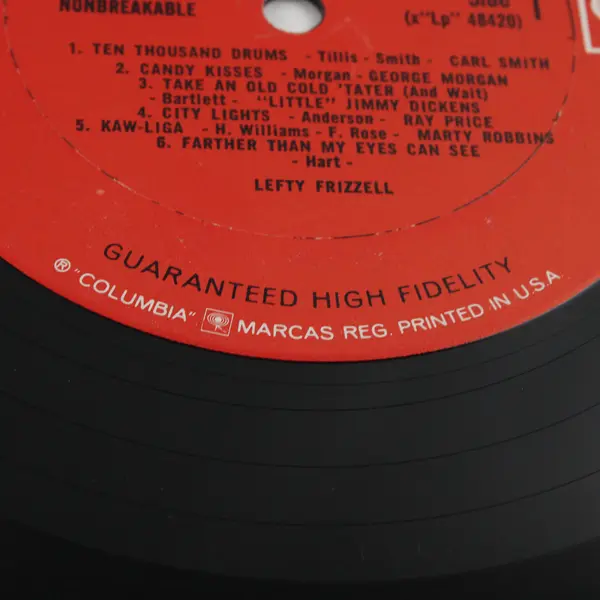 NONBREAKABLE
Side 1
(x"Lp" 48420)
1. TEN THOUSAND DRUMS - Tillis - Smith - CARL SMITH
2. CANDY KISSES - Morgan - GEORGE MORGAN
3. TAKE AN OLD COLD 'TATER (And Wait)
- Bartlett - "LITTLE" JIMMY DICKENS
4. CITY LIGHTS - Anderson - RAY PRICE
5. KAW-LIGA - H. Williams - F. Rose - MARTY ROBBINS
6. FARTHER THAN MY EYES CAN SEE
- Hart -
LEFTY FRIZZELL
GUARANTEED HIGH FIDELITY
® "COLUMBIA" MARCAS REG. PRINTED IN U.S.A.